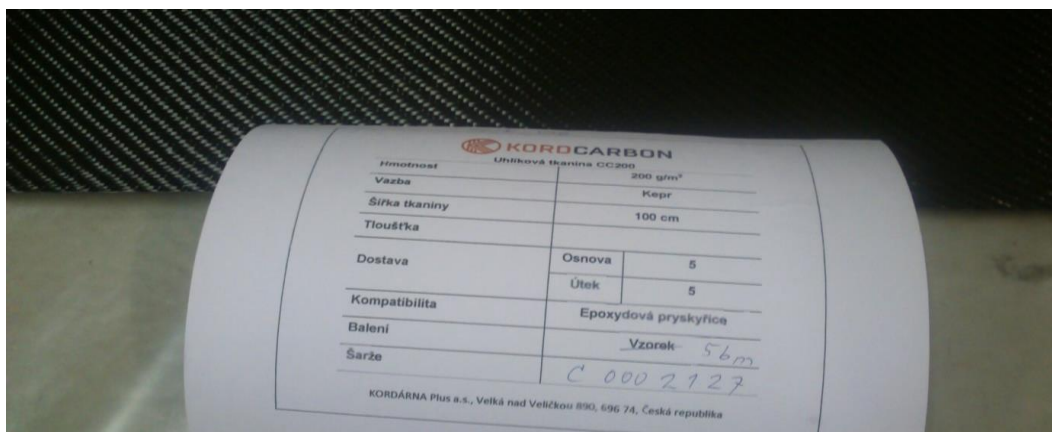 KORDCARBON
Uhlíková tkanina CC200
Hmotnost 200 g/m²
Vazba Kepr
Šířka tkaniny 100 cm
Tloušťka
Dostava Osnova 5
Útek 5
Kompatibilita Epoxydová pryskyřice
Balení Vzorek 56m
Šarže C 0002127
KORDÁRNA Plus a.s., Velká nad Veličkou 890, 696 74, Česká republika